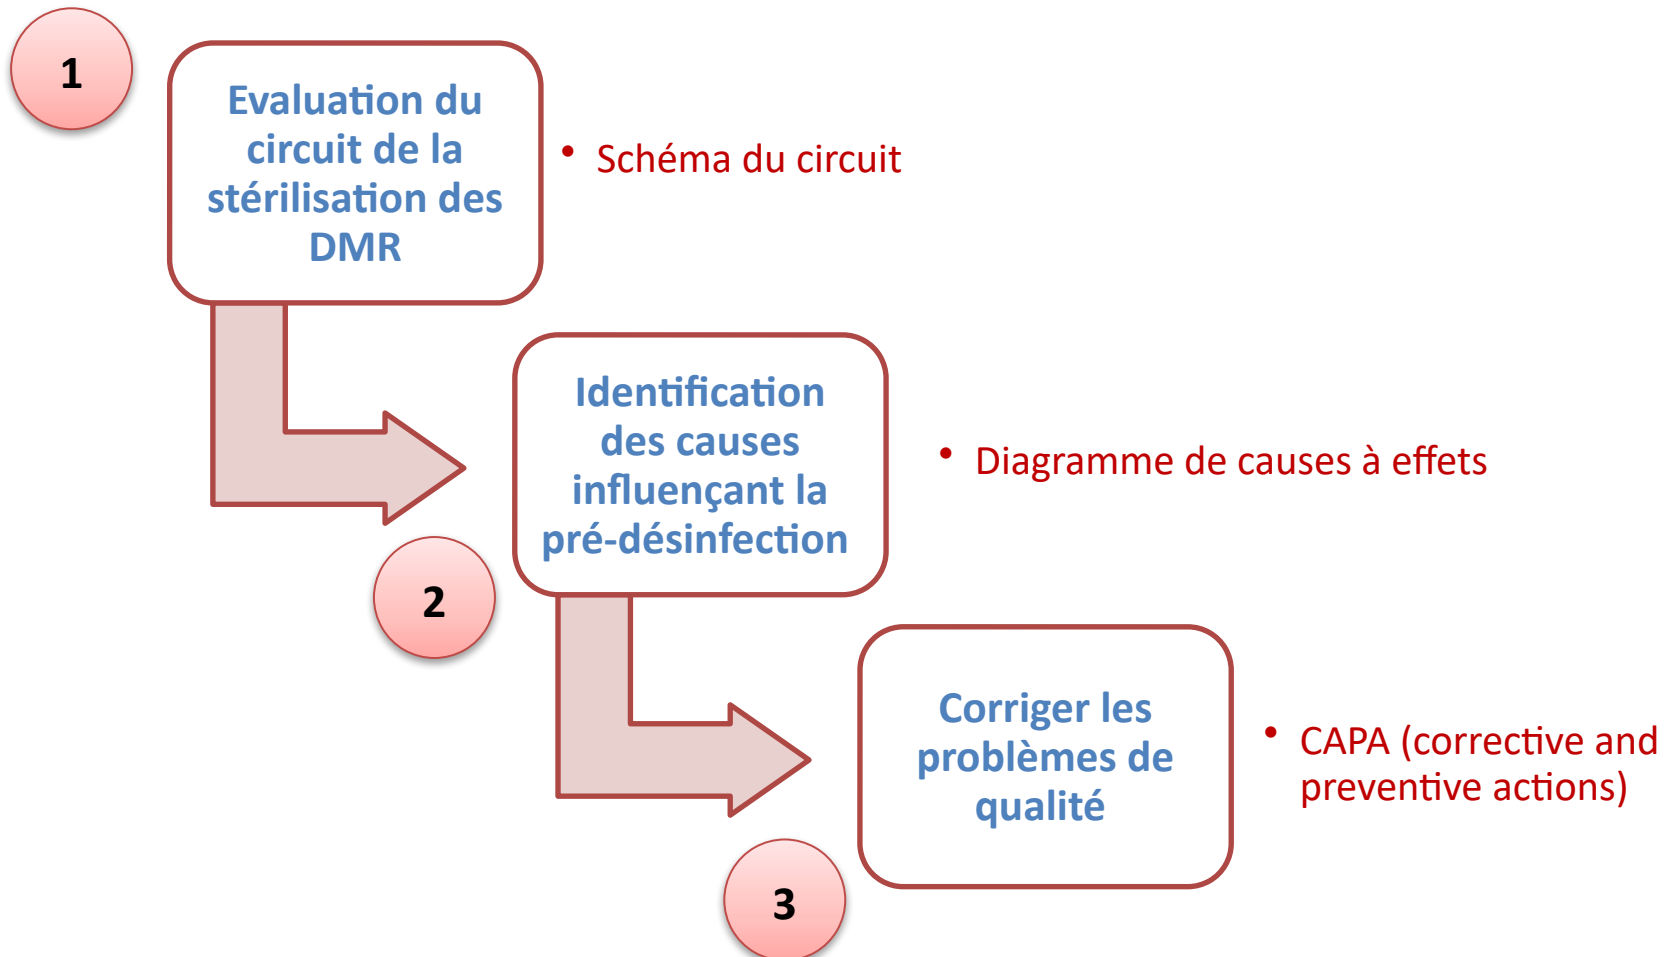 1
Evaluation du
circuit de la
stérilisation des
DMR
• Schéma du circuit
Identification
des causes
influençant la
pré-désinfection
• Diagramme de causes à effets
2
Corriger les
problèmes de
qualité
• CAPA (corrective and
preventive actions)
3